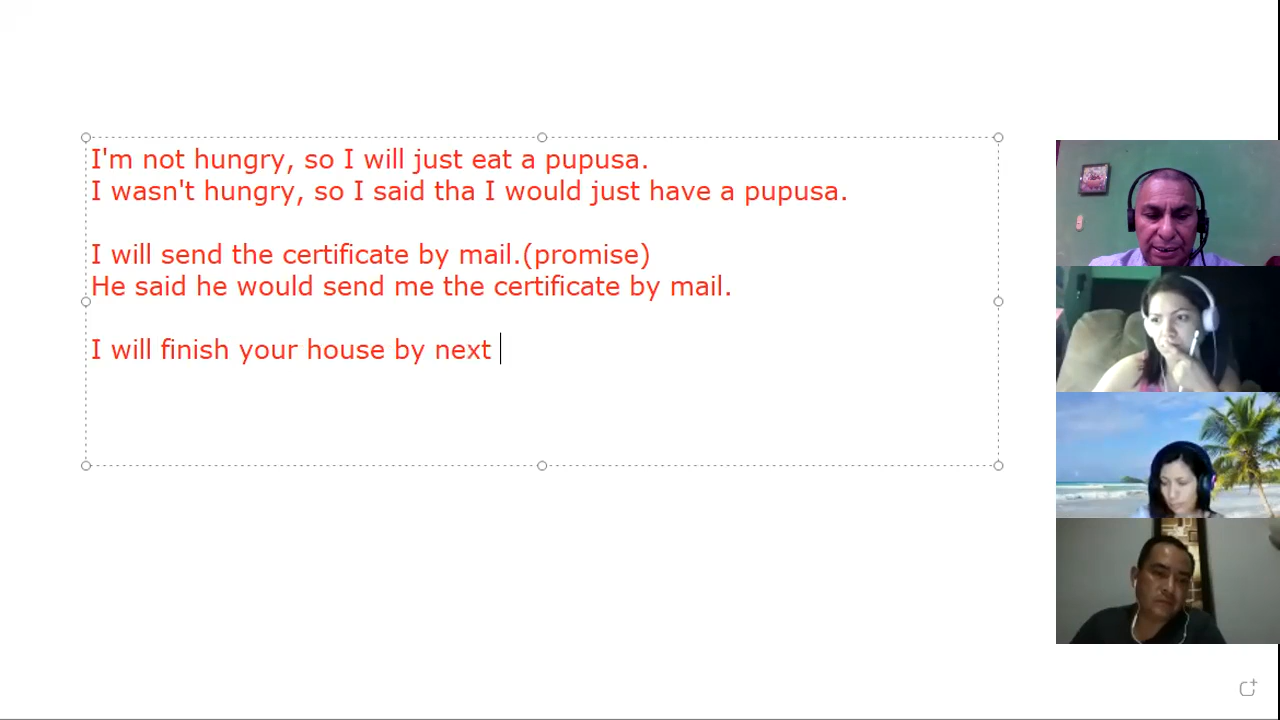 I'm not hungry, so I will just eat a pupusa.
I wasn't hungry, so I said tha I would just have a pupusa.
I will send the certificate by mail.(promise)
He said he would send me the certificate by mail.
I will finish your house by next